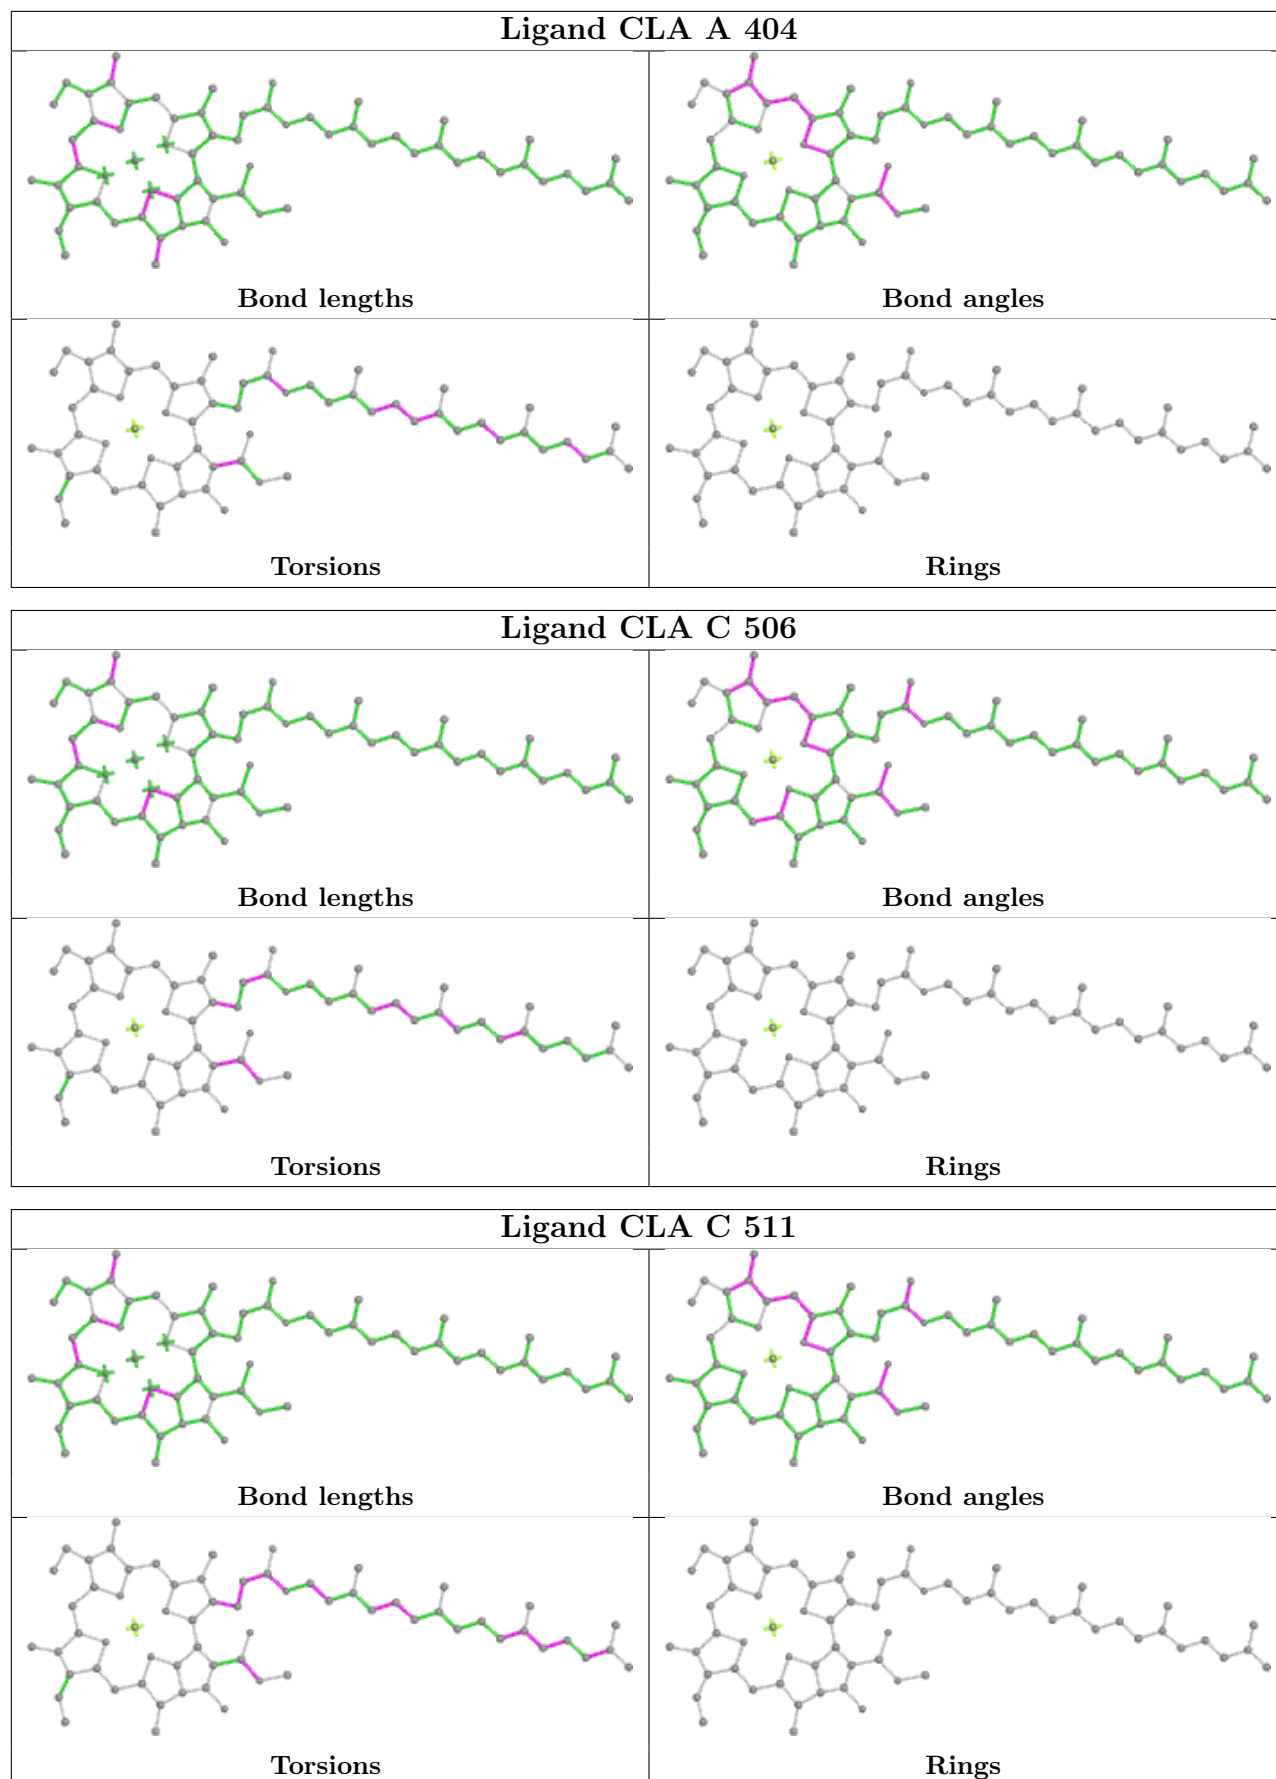 Ligand CLA A 404
Bond lengths
Bond angles
Torsions
Rings
Ligand CLA C 506
Bond lengths
Bond angles
Torsions
Rings
Ligand CLA C 511
Bond lengths
Bond angles
Torsions
Rings